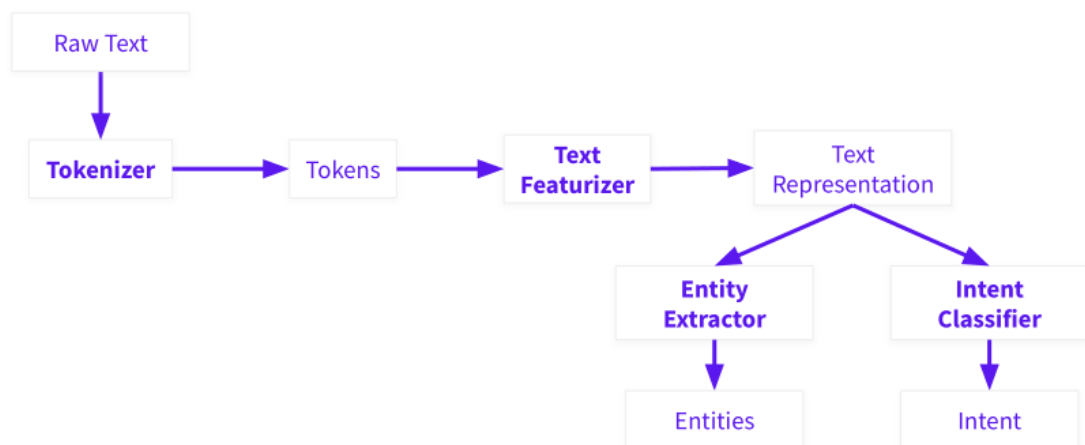 Raw Text
Tokenizer
Tokens
Text
Featurizer
Text
Representation
Entity
Extractor
Intent
Classifier
Entities
Intent